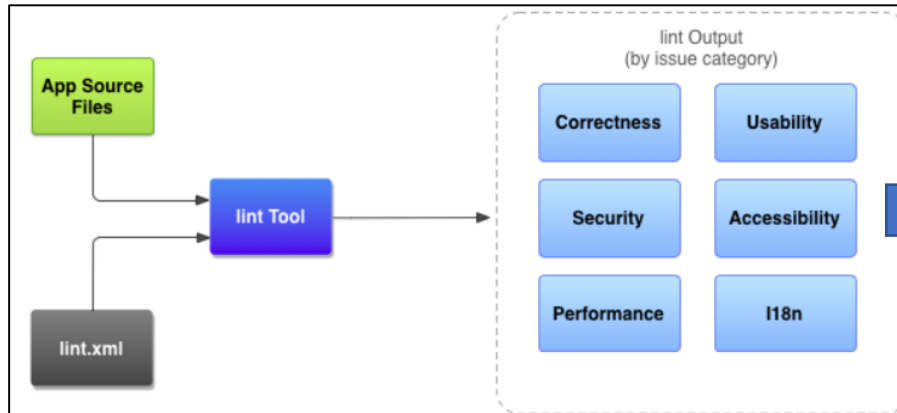 App Source
Files
lint.xml
lint Tool
lint Output
(by issue category)
Correctness
Usability
Security
Accessibility
Performance
I18n